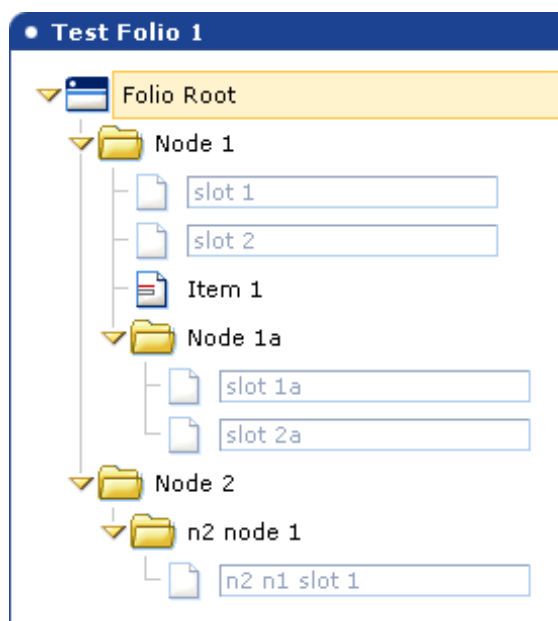 Test Folio 1
Folio Root
Node 1
slot 1
slot 2
Item 1
Node 1a
slot 1a
slot 2a
Node 2
n2 node 1
n2 n1 slot 1